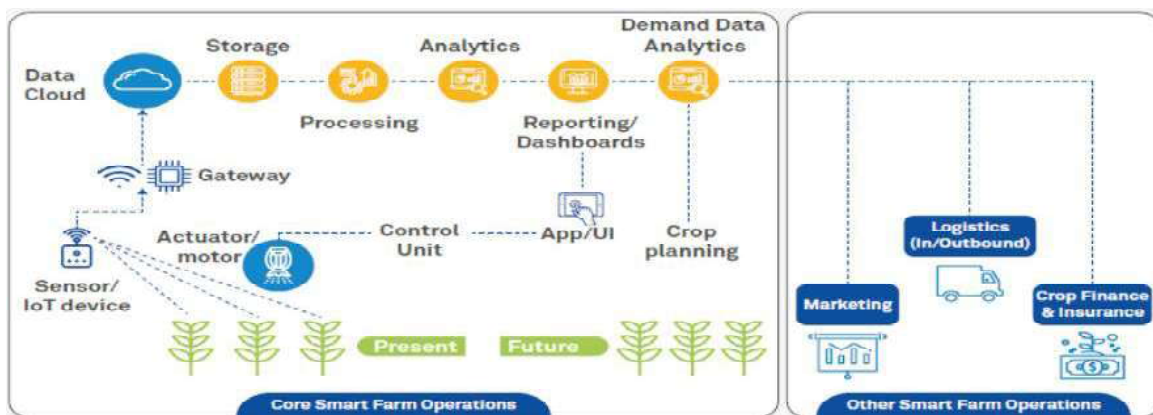 Storage
Analytics
Demand Data
Analytics
Data
Cloud
Processing
Reporting/
Dashboards
Gateway
Actuator/
motor
Control
Unit
App/UI
Crop
planning
Sensor/
IoT device
Present
Future
Core Smart Farm Operations
Logistics
(In/Outbound)
Marketing
Crop Finance
& Insurance
Other Smart Farm Operations